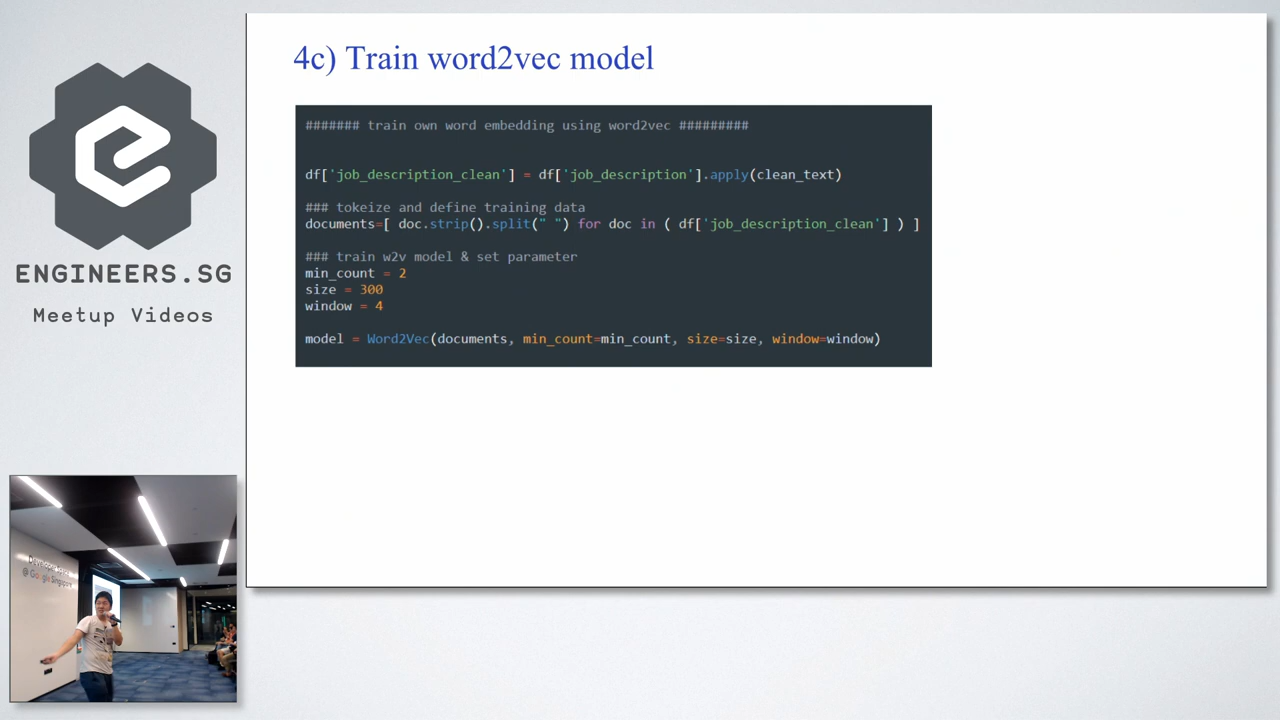 4c) Train word2vec model
####### train own word embedding using word2vec #########
df['job_description_clean'] = df['job_description'].apply(clean_text)
### tokeize and define training data
documents=[ doc.strip().split(" ") for doc in ( df['job_description_clean'] ) ]
### train w2v model & set parameter
min_count = 2
size = 300
window = 4
model = Word2Vec(documents, min_count=min_count, size=size, window=window)
ENGINEERS.SG
Meetup Videos
@ Google Singapore